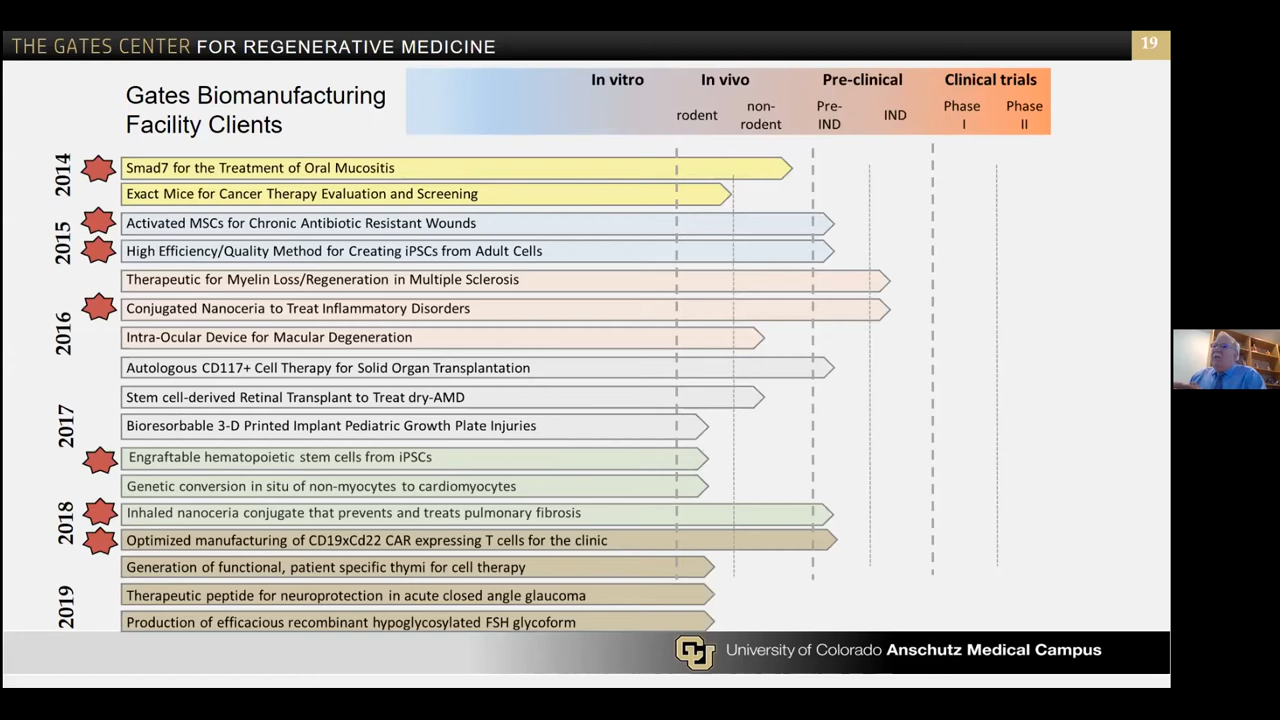 THE GATES CENTER FOR REGENERATIVE MEDICINE
19
Gates Biomanufacturing
Facility Clients
In vitro
In vivo
Pre-clinical
Clinical trials
rodent
non-
rodent
Pre-
IND
IND
Phase
I
Phase
II
2014
Smad7 for the Treatment of Oral Mucositis
Exact Mice for Cancer Therapy Evaluation and Screening
2015
Activated MSCs for Chronic Antibiotic Resistant Wounds
High Efficiency/Quality Method for Creating iPSCs from Adult Cells
Therapeutic for Myelin Loss/Regeneration in Multiple Sclerosis
2016
Conjugated Nanoceria to Treat Inflammatory Disorders
Intra-Ocular Device for Macular Degeneration
Autologous CD117+ Cell Therapy for Solid Organ Transplantation
Stem cell-derived Retinal Transplant to Treat dry-AMD
2017
Bioresorbable 3-D Printed Implant Pediatric Growth Plate Injuries
Engraftable hematopoietic stem cells from iPSCs
Genetic conversion in situ of non-myocytes to cardiomyocytes
2018
Inhaled nanoceria conjugate that prevents and treats pulmonary fibrosis
Optimized manufacturing of CD19xCd22 CAR expressing T cells for the clinic
Generation of functional, patient specific thymi for cell therapy
2019
Therapeutic peptide for neuroprotection in acute closed angle glaucoma
Production of efficacious recombinant hypoglycosylated FSH glycoform
CU
University of Colorado Anschutz Medical Campus